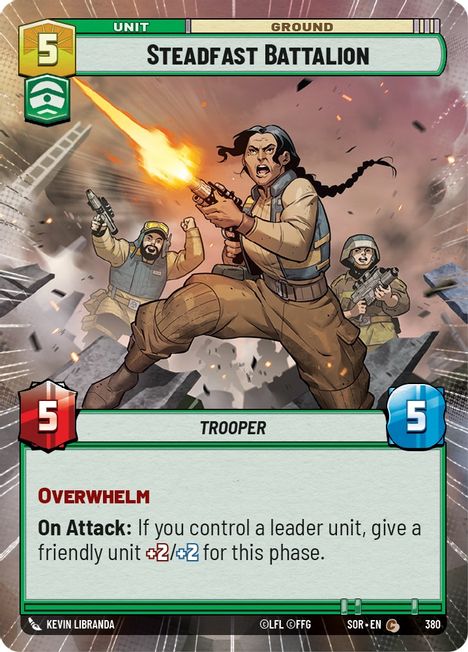 UNIT GROUND
5 STEADFAST BATTALION
5 TROOPER 5
OVERWHELM
On Attack: If you control a leader unit, give a
friendly unit +2/+2 for this phase.
KEVIN LIBRANDA ©LFL ©FFG SOR • EN C 380